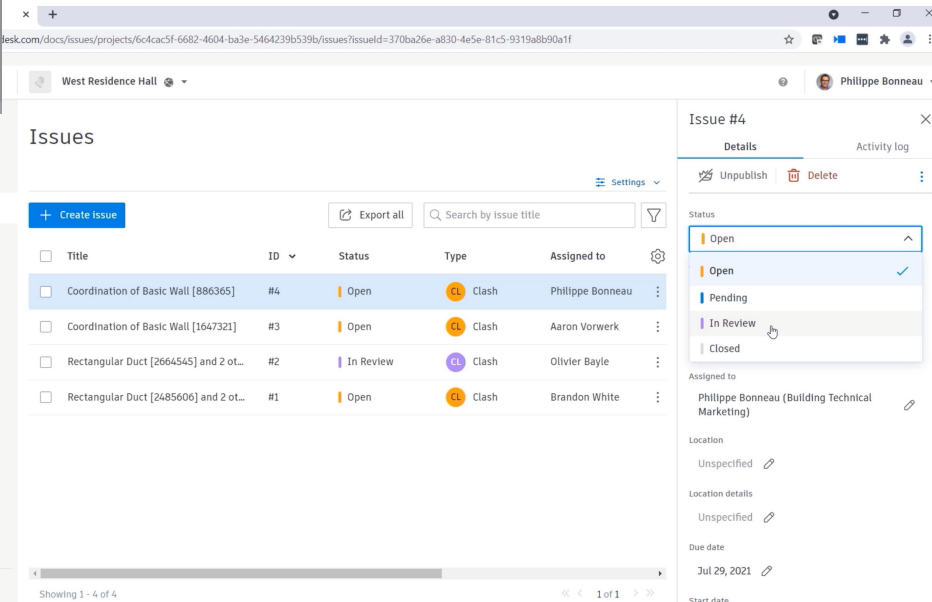 desk.com/docs/issues/projects/6c4cac5f-6682-4604-ba3e-5464239b539b/issues?issueId=370ba26e-a830-4e5e-81c5-9319a8b90a1f
West Residence Hall
Philippe Bonneau
Issues
Settings
Create issue
Export all
Search by issue title
Title ID Status Type Assigned to
Coordination of Basic Wall [886365] #4 Open CL Clash Philippe Bonneau
Coordination of Basic Wall [1647321] #3 Open CL Clash Aaron Vorwerk
Rectangular Duct [2664545] and 2 ot... #2 In Review CL Clash Olivier Bayle
Rectangular Duct [2485606] and 2 ot... #1 Open CL Clash Brandon White
Showing 1 - 4 of 4
1 of 1
Issue #4
Details Activity log
Unpublish Delete
Status
Open
Open
Pending
In Review
Closed
Assigned to
Philippe Bonneau (Building Technical
Marketing)
Location
Unspecified
Location details
Unspecified
Due date
Jul 29, 2021
Start date